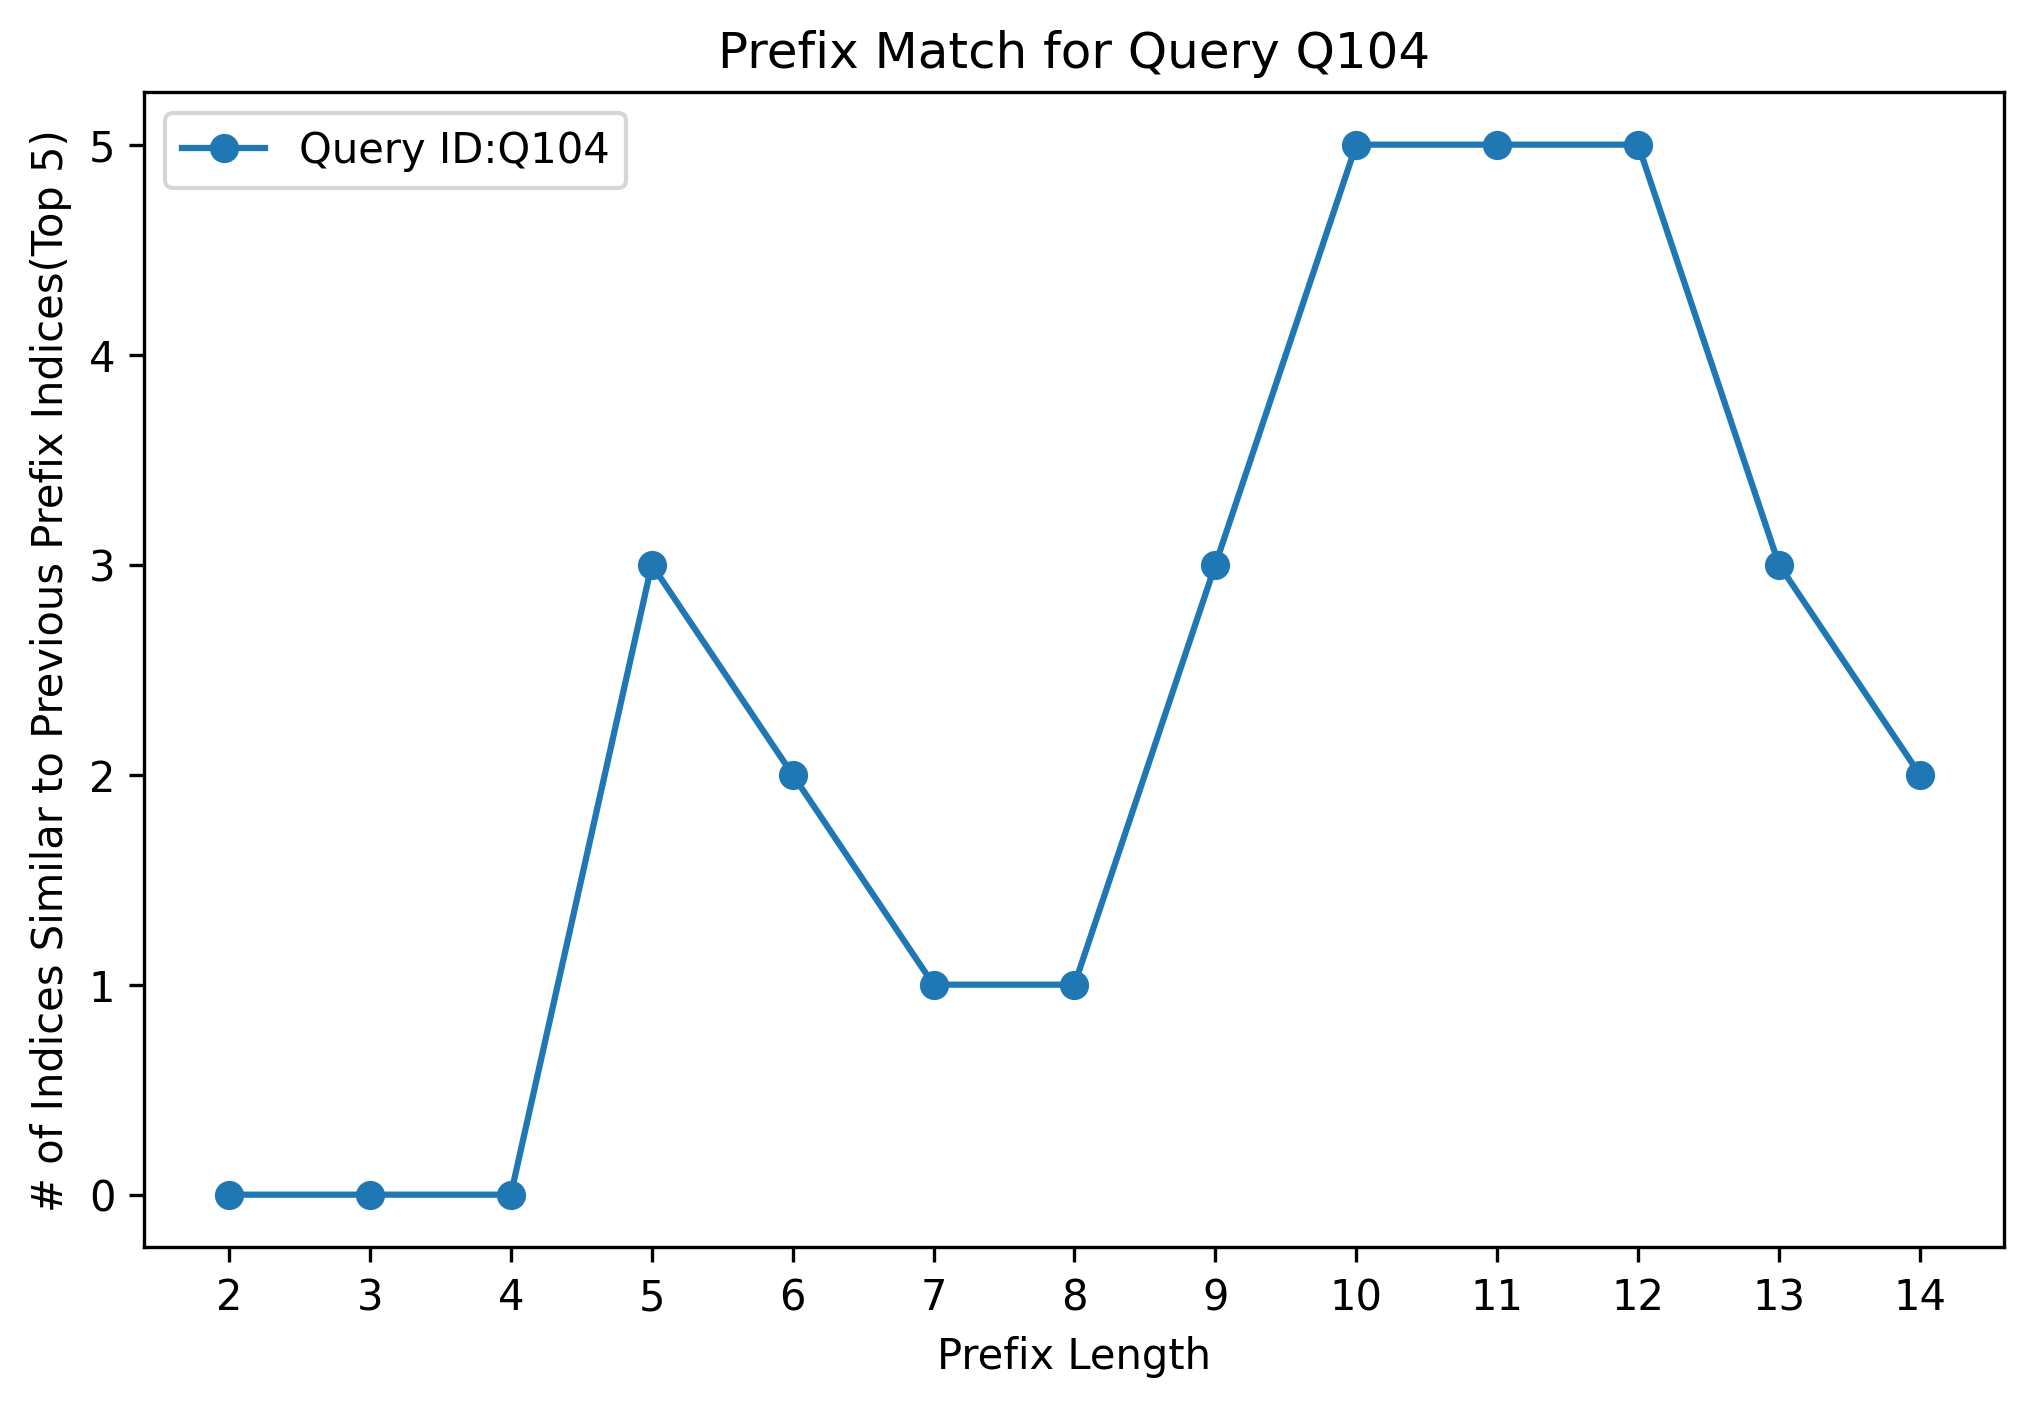 Prefix Match for Query Q104
Query ID:Q104
# of Indices Similar to Previous Prefix Indices(Top 5)
5
4
3
2
1
0
2 3 4 5 6 7 8 9 10 11 12 13 14
Prefix Length